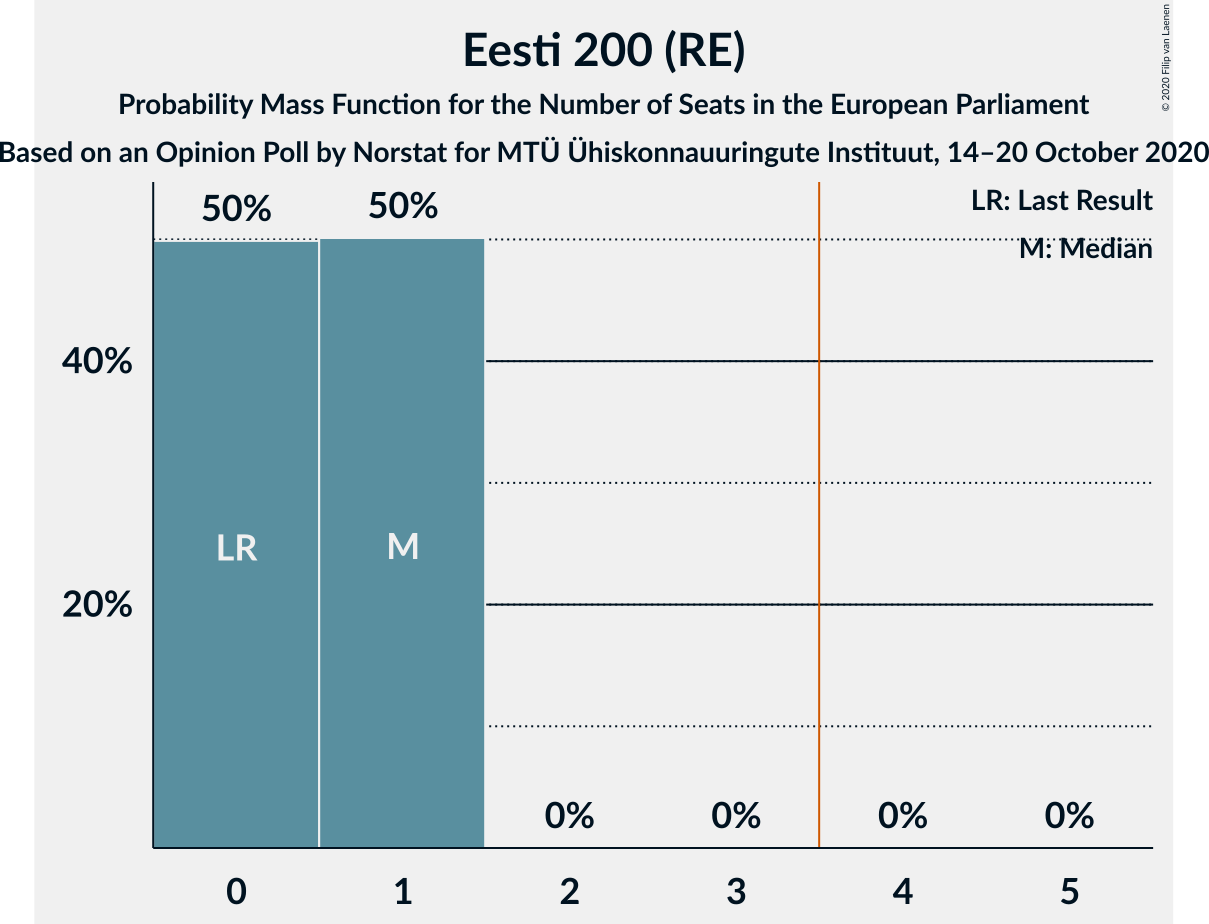 Eesti 200 (RE)
Probability Mass Function for the Number of Seats in the European Parliament
Based on an Opinion Poll by Norstat for MTÜ Ühiskonnauuringute Instituut, 14–20 October 2020
© 2020 Filip van Laenen
LR: Last Result
M: Median
50%
50%
40%
20%
LR
M
0%
0%
0%
0%
0
1
2
3
4
5